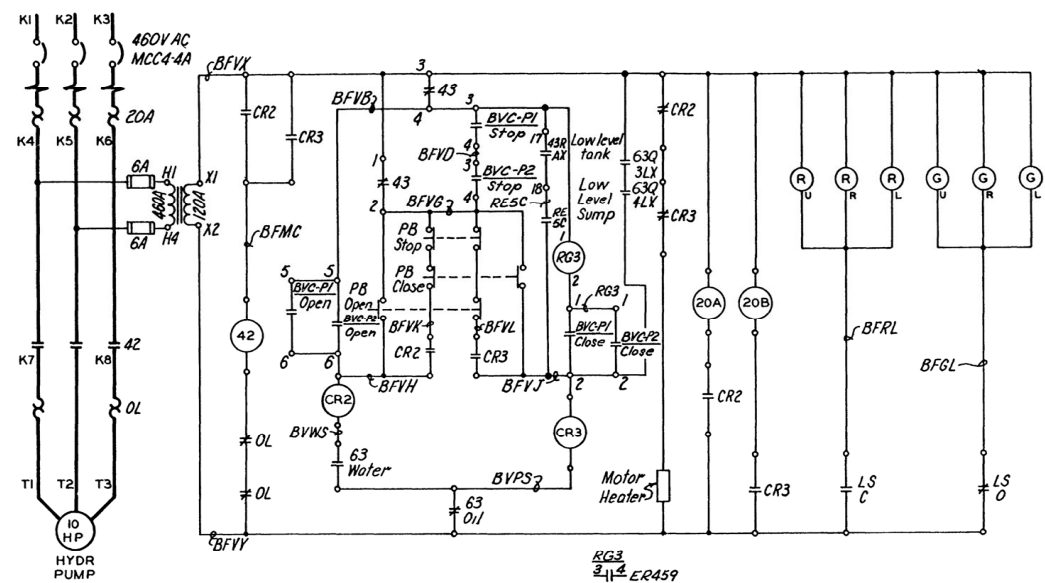 K1 K2 K3
460V AC
MCC4-4A
20A
K4 K5 K6
6A H1 X1
460A 120A
6A H4 X2
K7 K8 42
OL
T1 T2 T3
10
HP
HYDR
PUMP
BFVX
CR2
CR3
BFMC
42
OL
OL
BFVY
3
43
4
BFVB
1
43
2
BFVG
3
BVC-P1
Stop
4
BFVD
3
BVC-P2
Stop
4
17
43R
AX
18
RE5C
RE
5C
PB
Stop
PB
Close
PB
Open
5 5
BVC-P1
Open
BVC-P2
Open
6 6
BFVK
CR2
BFVL
CR3
BFVH
BFVJ
CR2
BVWS
63
Water
BVPS
63
Oil
1
RG3
2
1 RG3 1
BVC-P1
Close
BVC-P2
Close
2 2
CR3
Low level
tank
63Q
3LX
Low
Level
Sump
63Q
4LX
CR2
CR3
Motor
Heater
20A
CR2
20B
CR3
R U
R R
R L
BFRL
LS
C
G U
G R
G L
BFGL
LS
O
RG3
3 4 ER459